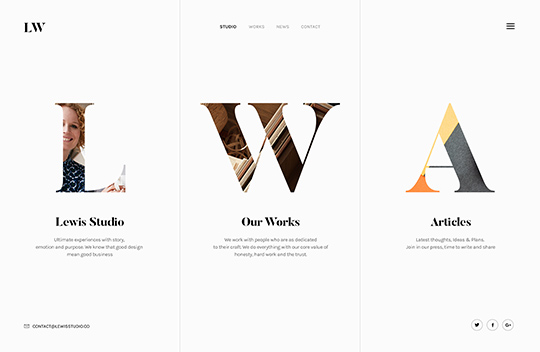 LW
STUDIO WORKS NEWS CONTACT
L W A
Lewis Studio
Ultimate experiences with story,
emotion and purpose. We know that good design
mean good business
Our Works
We work with people who are as dedicated
to their craft. We do everything with our core value of
honesty, hard work and the trust.
Articles
Latest thoughts, Ideas & Plans.
Join in our press, time to write and share
CONTACT@LEWISSTUDIO.CO
f G+